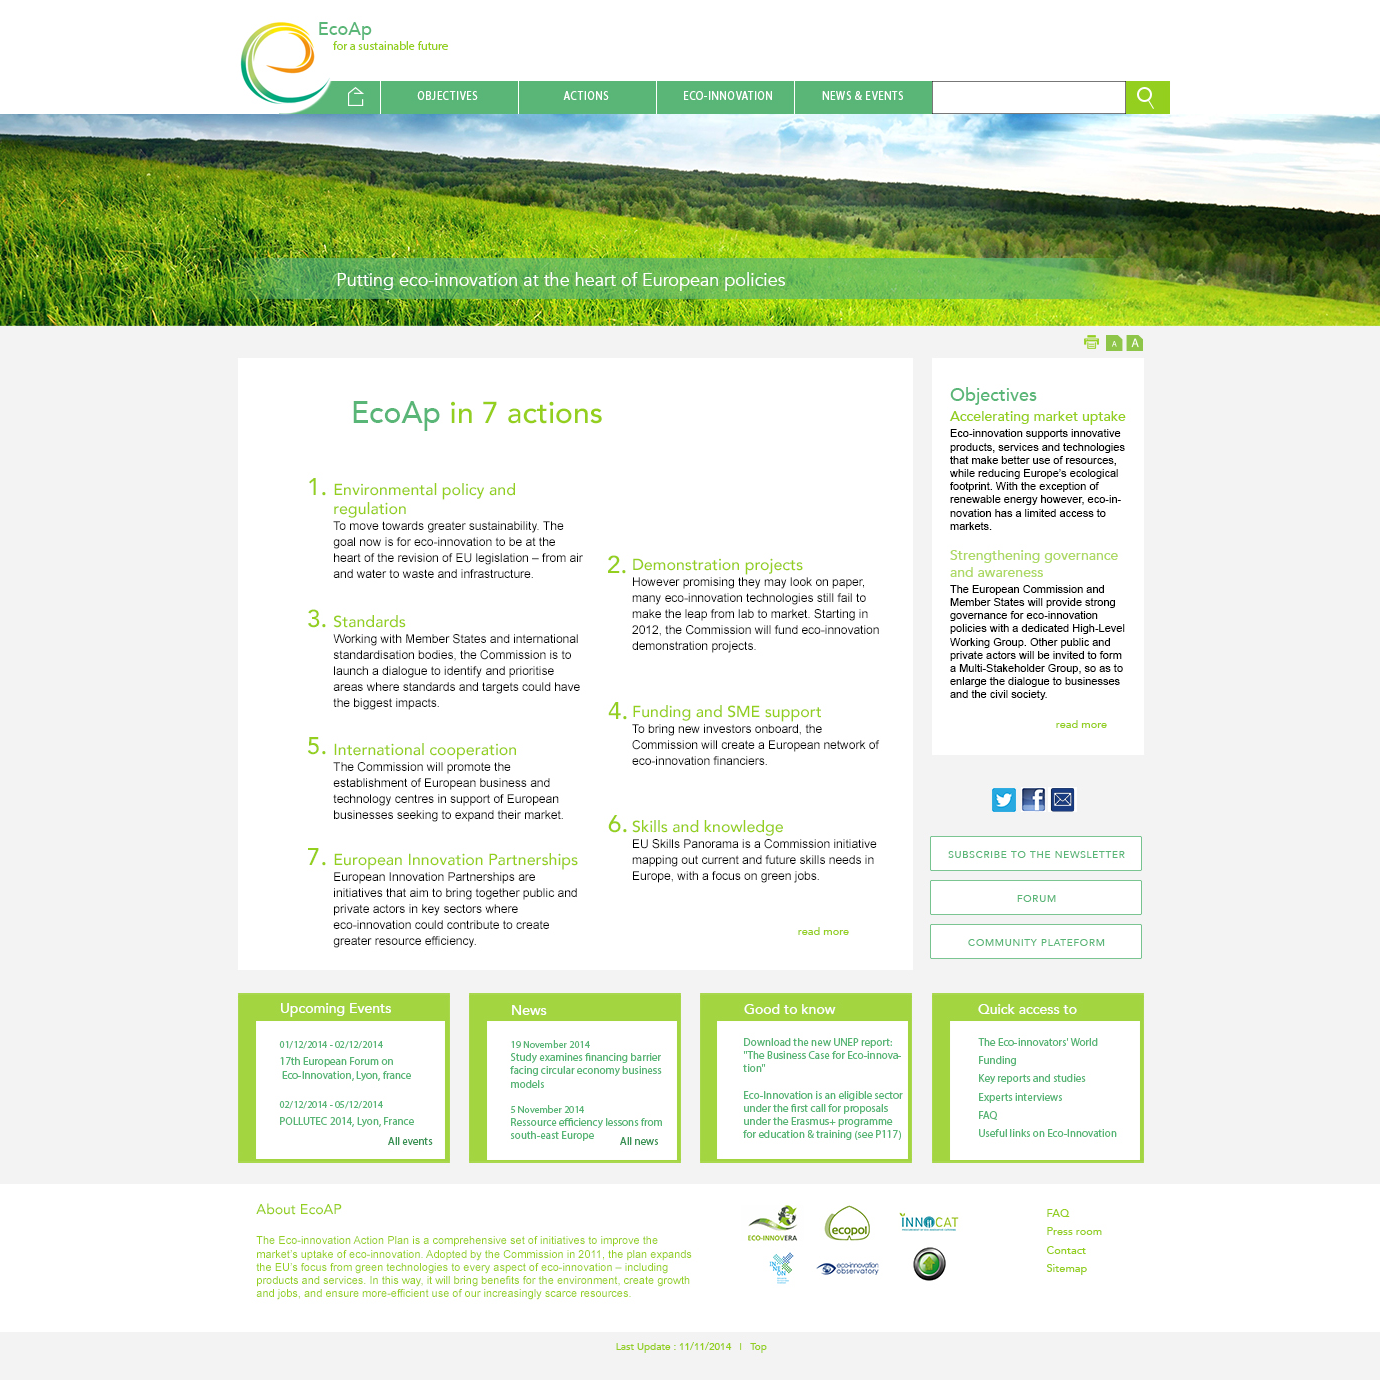 EcoAp
for a sustainable future
OBJECTIVES
ACTIONS
ECO-INNOVATION
NEWS & EVENTS
Putting eco-innovation at the heart of European policies
A
A
EcoAp in 7 actions
1. Environmental policy and
regulation
To move towards greater sustainability. The
goal now is for eco-innovation to be at the
heart of the revision of EU legislation – from air
and water to waste and infrastructure.
2. Demonstration projects
However promising they may look on paper,
many eco-innovation technologies still fail to
make the leap from lab to market. Starting in
2012, the Commission will fund eco-innovation
demonstration projects.
3. Standards
Working with Member States and international
standardisation bodies, the Commission is to
launch a dialogue to identify and prioritise
areas where standards and targets could have
the biggest impacts.
4. Funding and SME support
To bring new investors onboard, the
Commission will create a European network of
eco-innovation financiers.
5. International cooperation
The Commission will promote the
establishment of European business and
technology centres in support of European
businesses seeking to expand their market.
6. Skills and knowledge
EU Skills Panorama is a Commission initiative
mapping out current and future skills needs in
Europe, with a focus on green jobs.
7. European Innovation Partnerships
European Innovation Partnerships are
initiatives that aim to bring together public and
private actors in key sectors where
eco-innovation could contribute to create
greater resource efficiency.
read more
Objectives
Accelerating market uptake
Eco-innovation supports innovative
products, services and technologies
that make better use of resources,
while reducing Europe's ecological
footprint. With the exception of
renewable energy however, eco-in-
novation has a limited access to
markets.
Strengthening governance
and awareness
The European Commission and
Member States will provide strong
governance for eco-innovation
policies with a dedicated High-Level
Working Group. Other public and
private actors will be invited to form
a Multi-Stakeholder Group, so as to
enlarge the dialogue to businesses
and the civil society.
read more
SUBSCRIBE TO THE NEWSLETTER
FORUM
COMMUNITY PLATEFORM
Upcoming Events
01/12/2014 - 02/12/2014
17th European Forum on
Eco-Innovation, Lyon, france
02/12/2014 - 05/12/2014
POLLUTEC 2014, Lyon, France
All events
News
19 November 2014
Study examines financing barrier
facing circular economy business
models
5 November 2014
Ressource efficiency lessons from
south-east Europe
All news
Good to know
Download the new UNEP report:
"The Business Case for Eco-innova-
tion"
Eco-Innovation is an eligible sector
under the first call for proposals
under the Erasmus+ programme
for education & training (see P117)
Quick access to
The Eco-innovators' World
Funding
Key reports and studies
Experts interviews
FAQ
Useful links on Eco-Innovation
About EcoAP
The Eco-innovation Action Plan is a comprehensive set of initiatives to improve the
market's uptake of eco-innovation. Adopted by the Commission in 2011, the plan expands
the EU's focus from green technologies to every aspect of eco-innovation – including
products and services. In this way, it will bring benefits for the environment, create growth
and jobs, and ensure more-efficient use of our increasingly scarce resources.
ECO-INNOVERA
ecopol
INNOCAT
eco-innovation
observatory
FAQ
Press room
Contact
Sitemap
Last Update : 11/11/2014 | Top